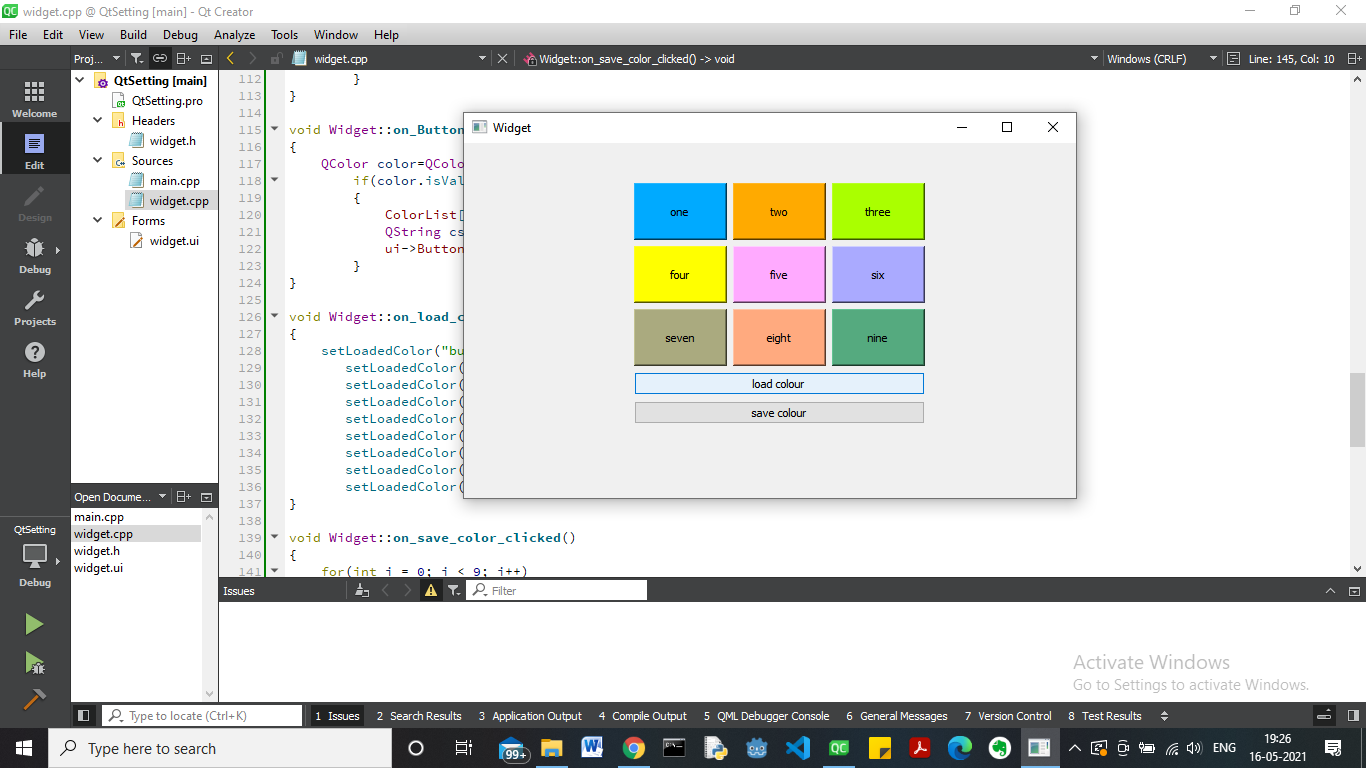 QC widget.cpp @ QtSetting [main] - Qt Creator
File Edit View Build Debug Analyze Tools Window Help
Proj... widget.cpp Widget::on_save_color_clicked() -> void Windows (CRLF) Line: 145, Col: 10
Welcome
Edit
Design
Debug
Projects
Help
QtSetting
Debug
QtSetting [main]
QtSetting.pro
Headers
widget.h
Sources
main.cpp
widget.cpp
Forms
widget.ui
Open Docume...
main.cpp
widget.cpp
widget.h
widget.ui
112 }
113 }
114
115 void Widget::on_Button
116 {
117 QColor color=QColo
118 if(color.isVal
119 {
120 ColorList[
121 QString cs
122 ui->Button
123 }
124 }
125
126 void Widget::on_load_c
127 {
128 setLoadedColor("bu
129 setLoadedColor(
130 setLoadedColor(
131 setLoadedColor(
132 setLoadedColor(
133 setLoadedColor(
134 setLoadedColor(
135 setLoadedColor(
136 setLoadedColor(
137 }
138
139 void Widget::on_save_color_clicked()
140 {
141 for(int i = 0; i < 9; i++)
Widget
one two three
four five six
seven eight nine
load colour
save colour
Issues Filter
Activate Windows
Go to Settings to activate Windows.
Type to locate (Ctrl+K) 1 Issues 2 Search Results 3 Application Output 4 Compile Output 5 QML Debugger Console 6 General Messages 7 Version Control 8 Test Results
Type here to search 99+ W QC ENG 19:26
16-05-2021